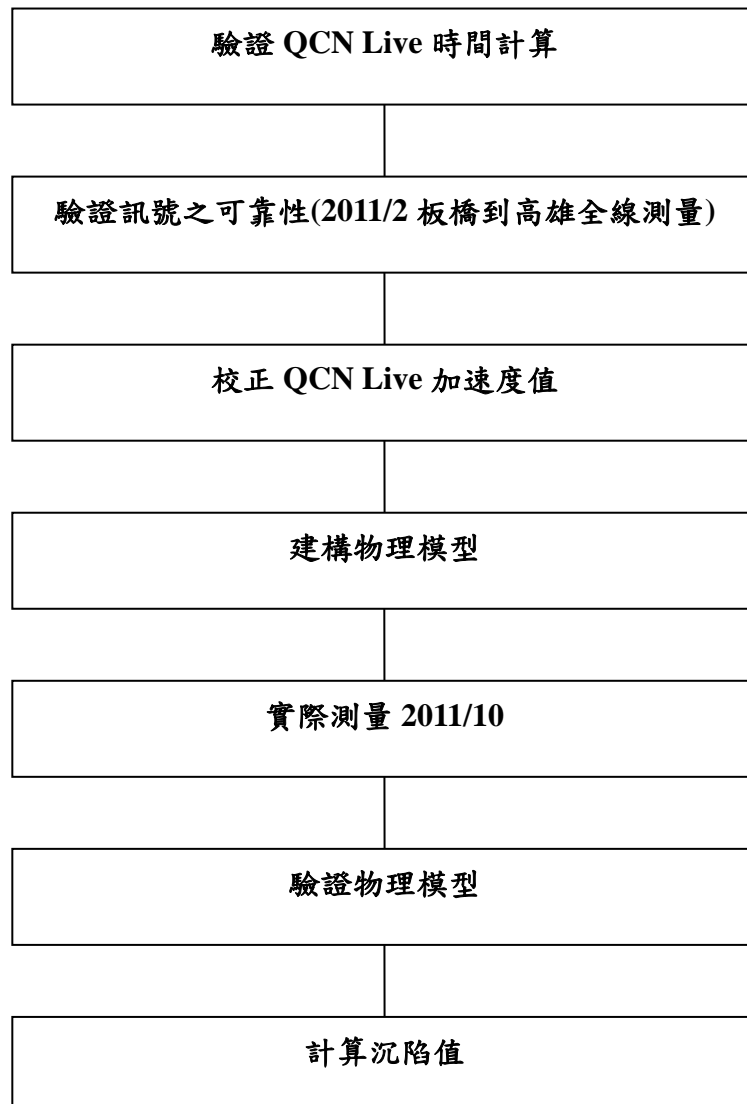 驗證 QCN Live 時間計算
驗證訊號之可靠性(2011/2 板橋到高雄全線測量)
校正 QCN Live 加速度值
建構物理模型
實際測量 2011/10
驗證物理模型
計算沉陷值